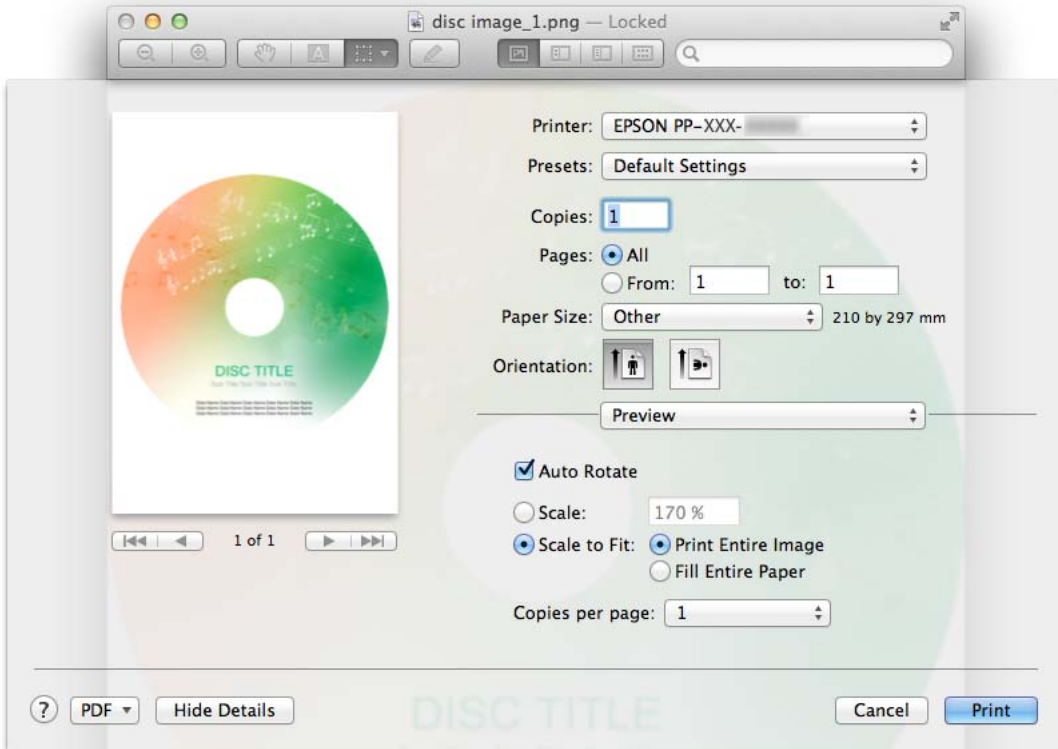 disc image_1.png — Locked
Printer: EPSON PP-XXX-
Presets: Default Settings
Copies: 1
Pages: All
From: 1 to: 1
Paper Size: Other 210 by 297 mm
Orientation:
Preview
Auto Rotate
Scale: 170 %
Scale to Fit: Print Entire Image
Fill Entire Paper
Copies per page: 1
DISC TITLE
1 of 1
? PDF Hide Details Cancel Print
DISC TITLE